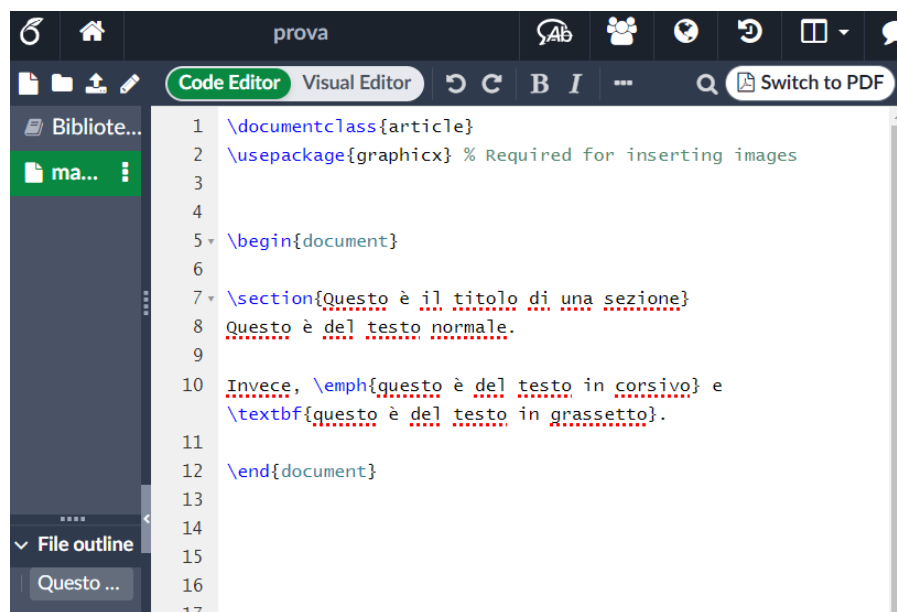 prova
Code Editor Visual Editor B I ... Switch to PDF
Bibliote...
ma...
1 \documentclass{article}
2 \usepackage{graphicx} % Required for inserting images
3
4
5 \begin{document}
6
7 \section{Questo è il titolo di una sezione}
8 Questo è del testo normale.
9
10 Invece, \emph{questo è del testo in corsivo} e
\textbf{questo è del testo in grassetto}.
11
12 \end{document}
13
14
15
16
17
File outline
Questo ...